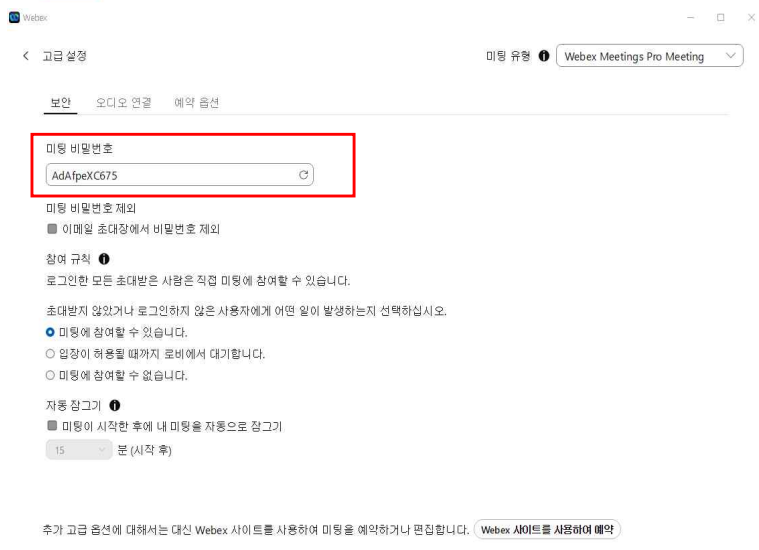 Webex
고급 설정
미팅 유형 Webex Meetings Pro Meeting
보안 오디오 연결 예약 옵션
미팅 비밀번호
AdAfpeXC675
미팅 비밀번호 제외
이메일 초대장에서 비밀번호 제외
참여 규칙
로그인한 모든 초대받은 사람은 직접 미팅에 참여할 수 있습니다.
초대받지 않았거나 로그인하지 않은 사용자에게 어떤 일이 발생하는지 선택하십시오.
미팅에 참여할 수 있습니다.
입장이 허용될 때까지 로비에서 대기합니다.
미팅에 참여할 수 없습니다.
자동 잠그기
미팅이 시작한 후에 내 미팅을 자동으로 잠그기
15 분 (시작 후)
추가 고급 옵션에 대해서는 대신 Webex 사이트를 사용하여 미팅을 예약하거나 편집합니다. Webex 사이트를 사용하여 예약